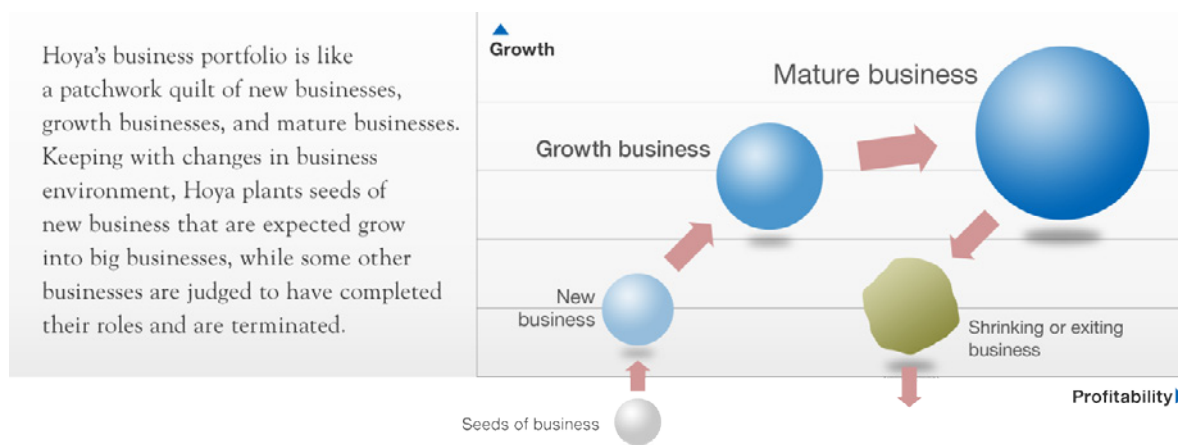 Hoya's business portfolio is like
a patchwork quilt of new businesses,
growth businesses, and mature businesses.
Keeping with changes in business
environment, Hoya plants seeds of
new business that are expected grow
into big businesses, while some other
businesses are judged to have completed
their roles and are terminated.
Growth
Mature business
Growth business
New
business
Shrinking or exiting
business
Profitability
Seeds of business